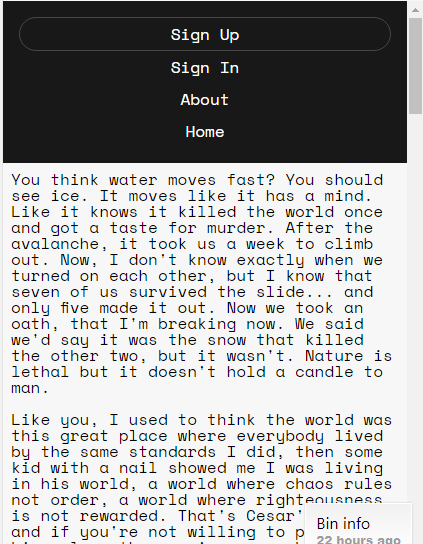 Sign Up
Sign In
About
Home
You think water moves fast? You should
see ice. It moves like it has a mind.
Like it knows it killed the world once
and got a taste for murder. After the
avalanche, it took us a week to climb
out. Now, I don't know exactly when we
turned on each other, but I know that
seven of us survived the slide... and
only five made it out. Now we took an
oath, that I'm breaking now. We said
we'd say it was the snow that killed
the other two, but it wasn't. Nature is
lethal but it doesn't hold a candle to
man.
Like you, I used to think the world was
this great place where everybody lived
by the same standards I did, then some
kid with a nail showed me I was living
in his world, a world where chaos rules
not order, a world where righteousness
is not rewarded. That's Cesar'
and if you're not willing to p
Bin info
22 hours ago